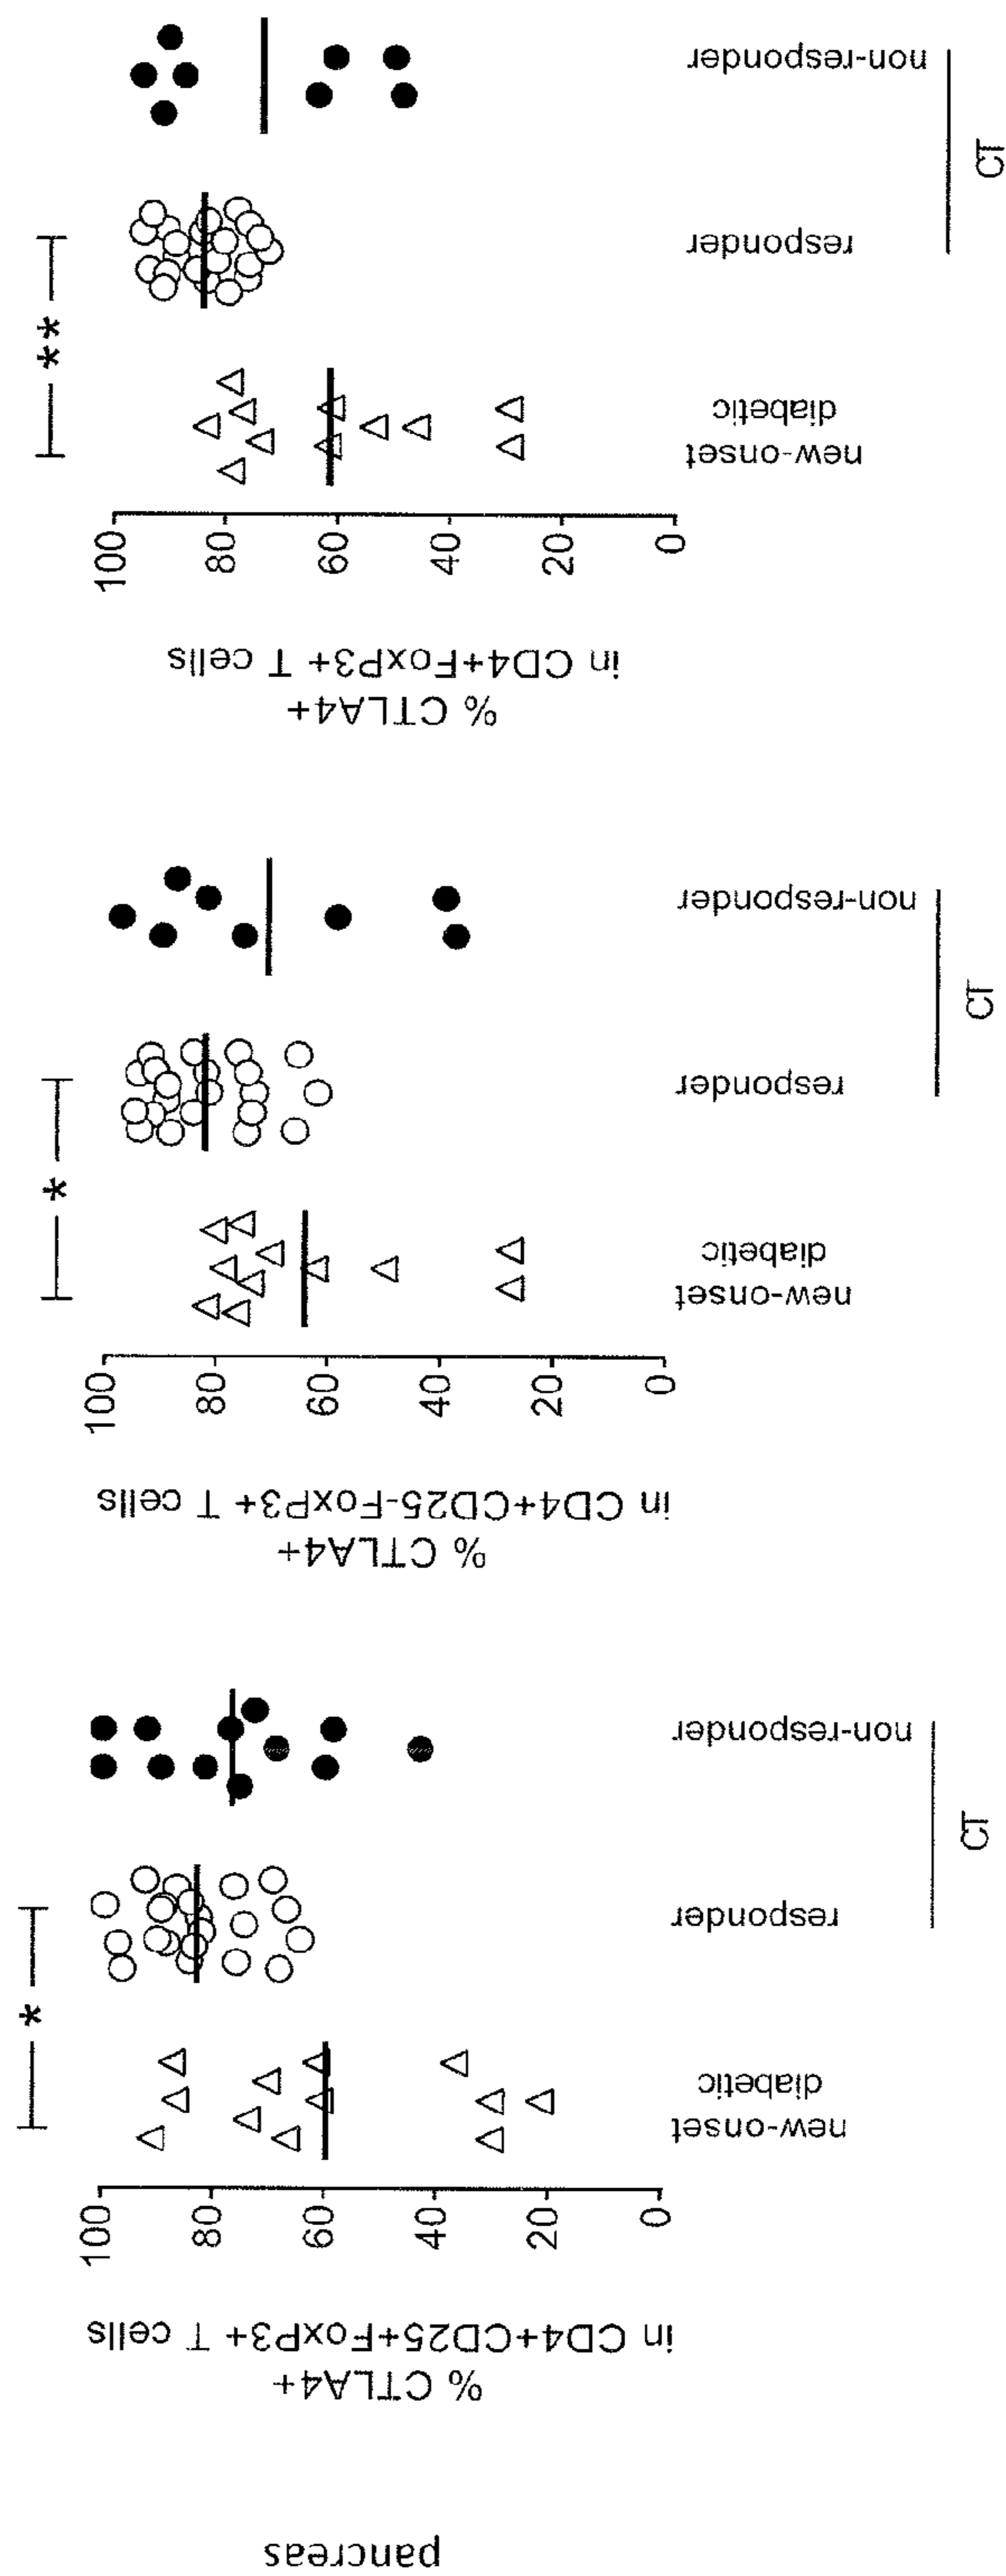 pancreas
% CTLA4+
in CD4+CD25+FoxP3+ T cells
100
80
60
40
20
0
*
new-onset
diabetic
responder
non-responder
CT
% CTLA4+
in CD4+CD25-FoxP3+ T cells
100
80
60
40
20
0
*
new-onset
diabetic
responder
non-responder
CT
% CTLA4+
in CD4+FoxP3+ T cells
100
80
60
40
20
0
**
new-onset
diabetic
responder
non-responder
CT